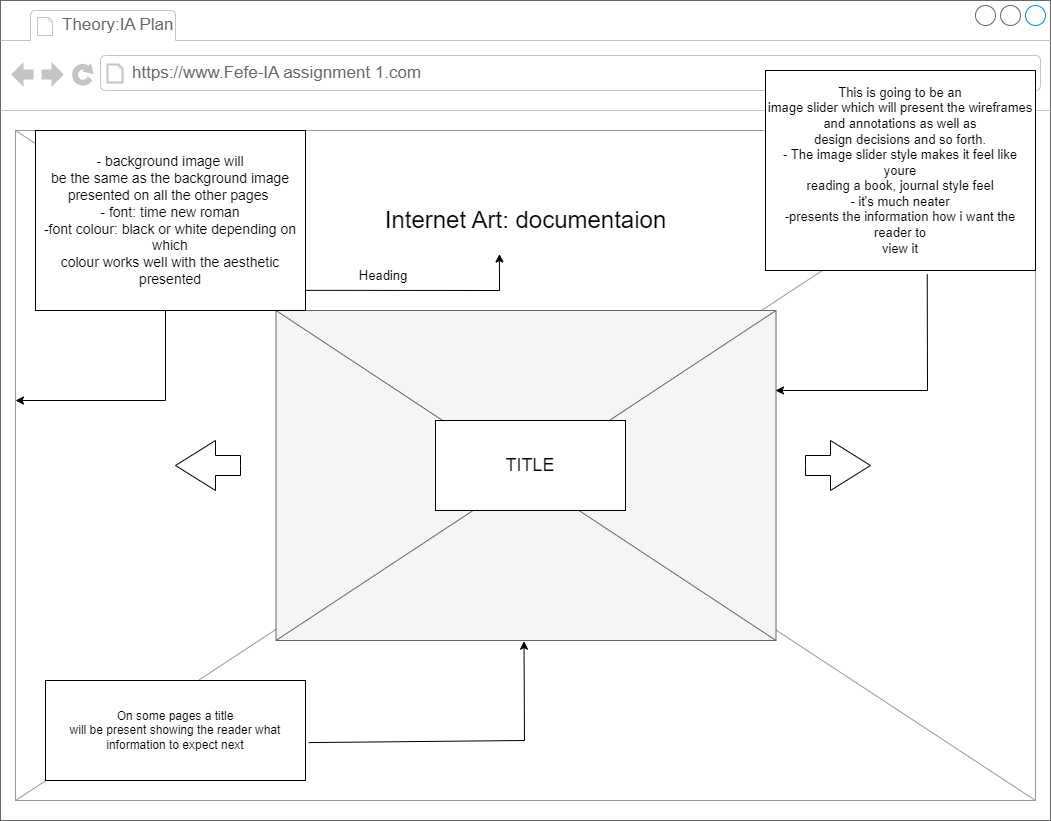 Theory:IA Plan
https://www.Fefe-IA assignment 1.com
This is going to be an
image slider which will present the wireframes
and annotations as well as
design decisions and so forth.
- The image slider style makes it feel like
youre
reading a book, journal style feel
- it's much neater
-presents the information how i want the
reader to
view it
- background image will
be the same as the background image
presented on all the other pages
- font: time new roman
-font colour: black or white depending on
which
colour works well with the aesthetic
presented
Internet Art: documentaion
Heading
TITLE
On some pages a title
will be present showing the reader what
information to expect next